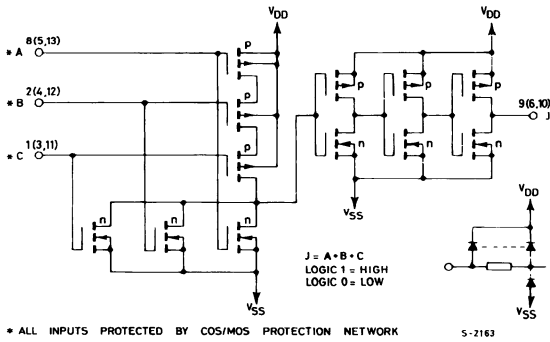 VDD
VDD
8(5,13)
* A
p
p
p
p
2(4,12)
* B
p
9(6,10)
J
1(3,11)
* C
p
n
n
n
n
n
n
VSS
VDD
J = A+B+C
LOGIC 1 = HIGH
LOGIC 0 = LOW
VSS
VSS
* ALL INPUTS PROTECTED BY COS/MOS PROTECTION NETWORK
S-2163